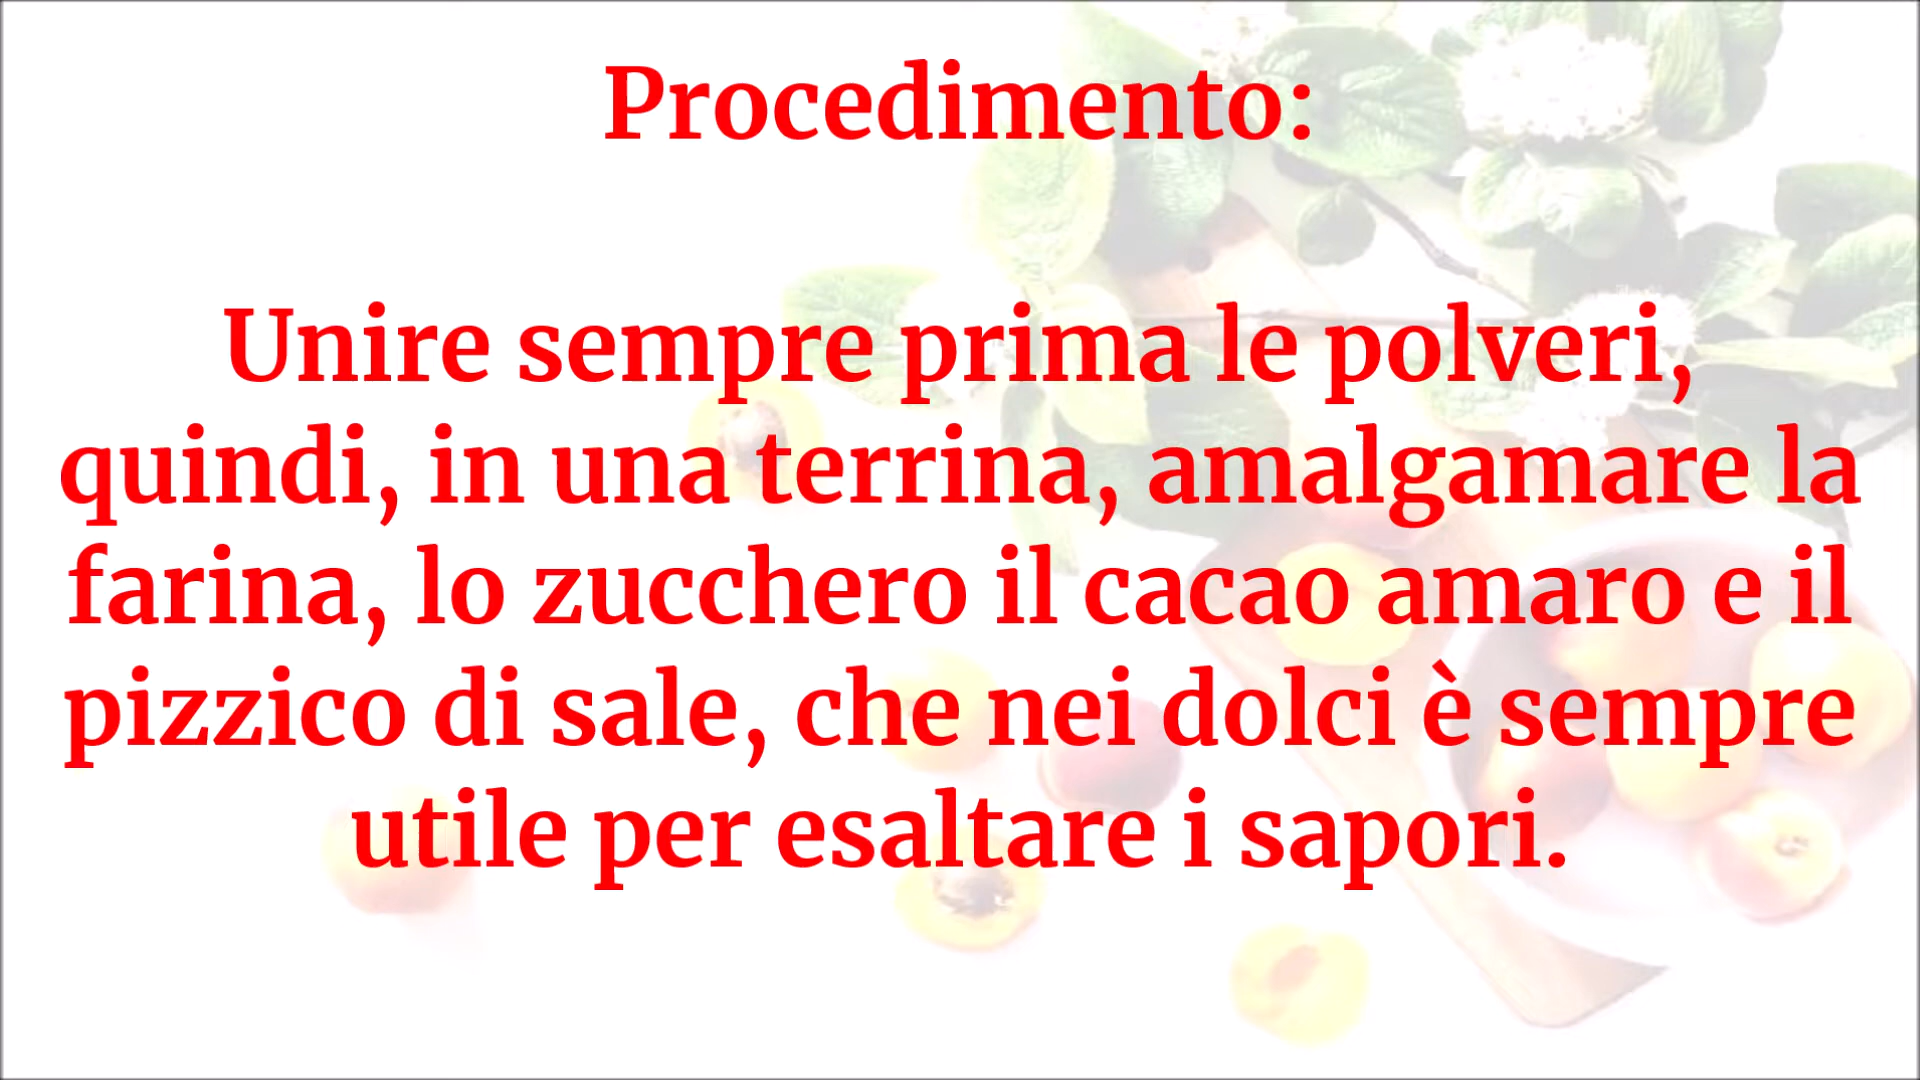 Procedimento:
Unire sempre prima le polveri,
quindi, in una terrina, amalgamare la
farina, lo zucchero il cacao amaro e il
pizzico di sale, che nei dolci è sempre
utile per esaltare i sapori.